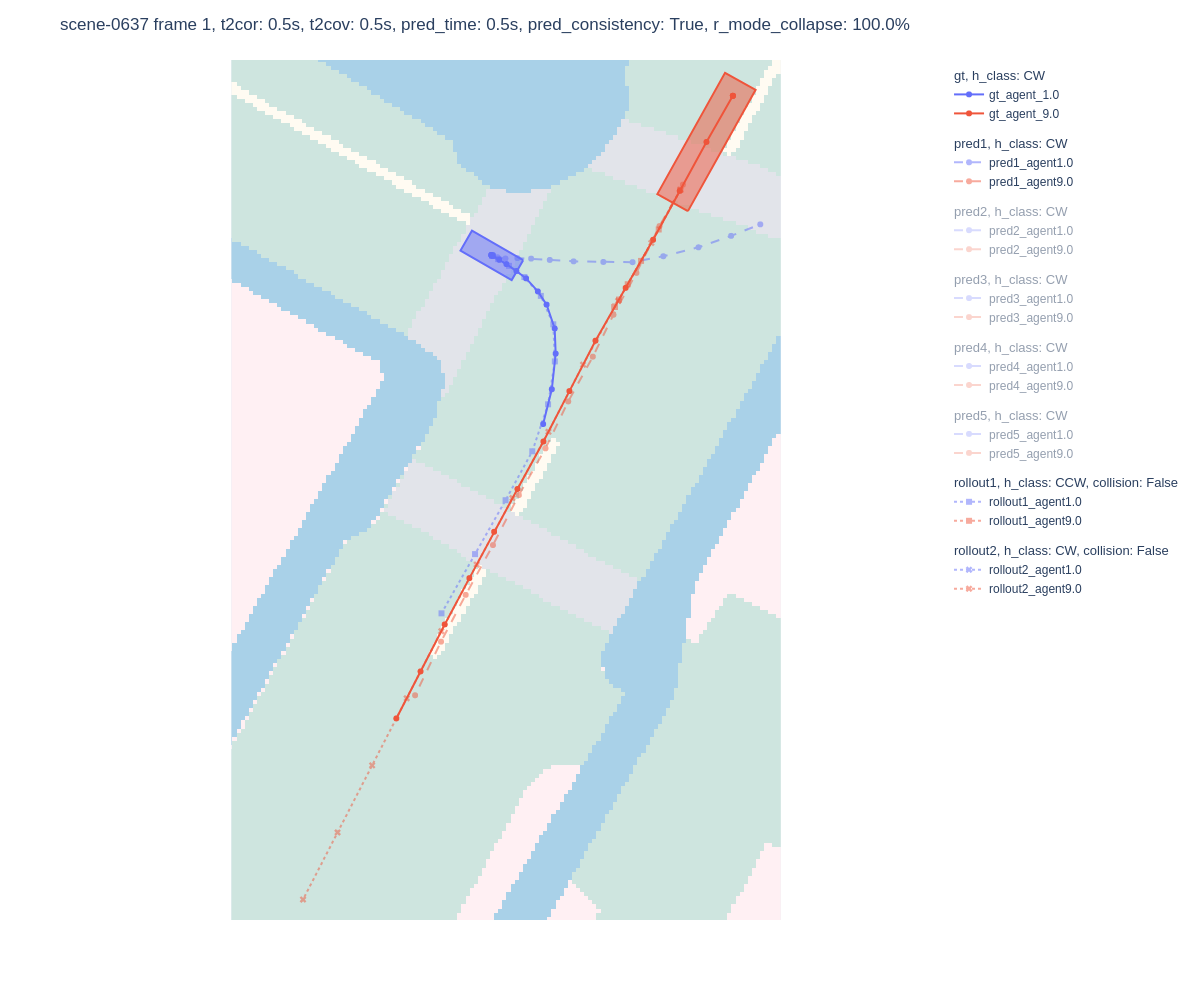 scene-0637 frame 1, t2cor: 0.5s, t2cov: 0.5s, pred_time: 0.5s, pred_consistency: True, r_mode_collapse: 100.0%
gt, h_class: CW
gt_agent_1.0
gt_agent_9.0
pred1, h_class: CW
pred1_agent1.0
pred1_agent9.0
pred2, h_class: CW
pred2_agent1.0
pred2_agent9.0
pred3, h_class: CW
pred3_agent1.0
pred3_agent9.0
pred4, h_class: CW
pred4_agent1.0
pred4_agent9.0
pred5, h_class: CW
pred5_agent1.0
pred5_agent9.0
rollout1, h_class: CCW, collision: False
rollout1_agent1.0
rollout1_agent9.0
rollout2, h_class: CW, collision: False
rollout2_agent1.0
rollout2_agent9.0